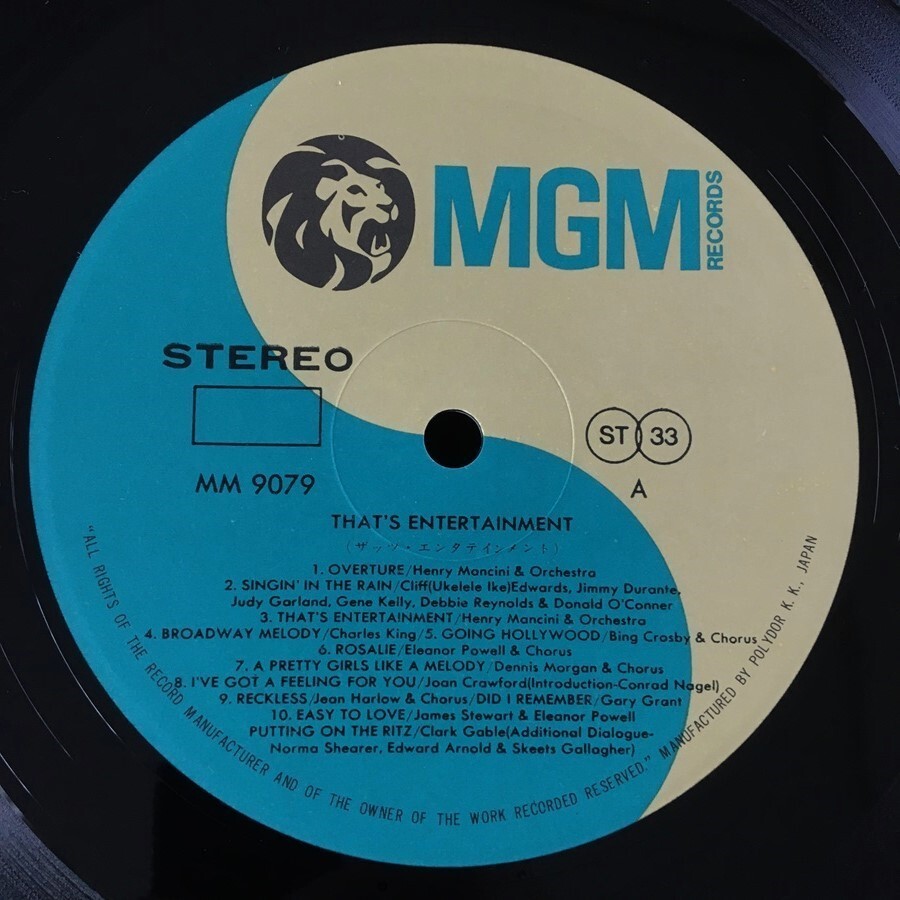 MGM
RECORDS
STEREO
ST 33
MM 9079
A
THAT'S ENTERTAINMENT
(ザッツ・エンタテインメント)
1. OVERTURE/Henry Mancini & Orchestra
2. SINGIN' IN THE RAIN/Cliff(Ukelele Ike)Edwards, Jimmy Durante,
Judy Garland, Gene Kelly, Debbie Reynolds & Donald O'Conner
3. THAT'S ENTERTAINMENT/Henry Mancini & Orchestra
4. BROADWAY MELODY/Charles King/5. GOING HOLLYWOOD/Bing Crosby & Chorus
6. ROSALIE/Eleanor Powell & Chorus
7. A PRETTY GIRLS LIKE A MELODY/Dennis Morgan & Chorus
8. I'VE GOT A FEELING FOR YOU/Joan Crawford(Introduction-Conrad Nagel)
9. RECKLESS/Jean Harlow & Chorus/DID I REMEMBER/Gary Grant
10. EASY TO LOVE/James Stewart & Eleanor Powell
PUTTING ON THE RITZ/Clark Gable(Additional Dialogue-
Norma Shearer, Edward Arnold & Skeets Gallagher)
"ALL RIGHTS OF THE RECORD MANUFACTURER AND OF THE OWNER OF THE WORK RECORDED RESERVED." MANUFACTURED BY POLYDOR K. K., JAPAN